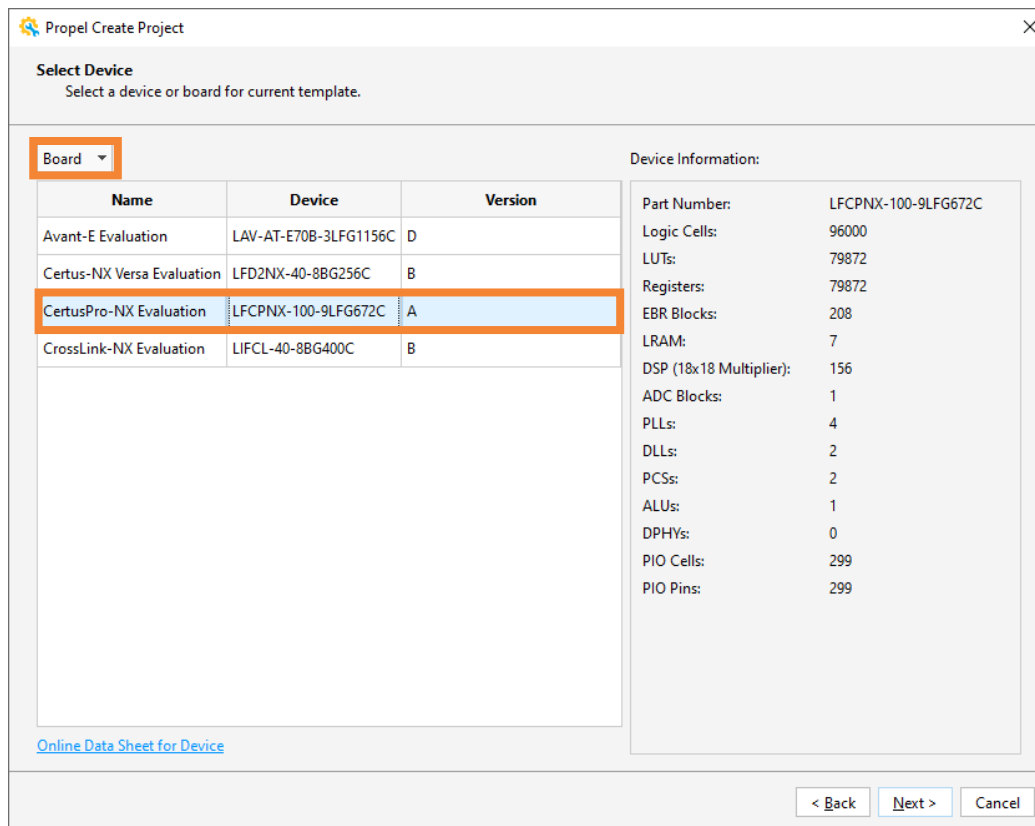 Propel Create Project
Select Device
Select a device or board for current template.
Board
Device Information:
Name Device Version
Avant-E Evaluation LAV-AT-E70B-3LFG1156C D
Certus-NX Versa Evaluation LFD2NX-40-8BG256C B
CertusPro-NX Evaluation LFCPNX-100-9LFG672C A
CrossLink-NX Evaluation LIFCL-40-8BG400C B
Part Number: LFCPNX-100-9LFG672C
Logic Cells: 96000
LUTs: 79872
Registers: 79872
EBR Blocks: 208
LRAM: 7
DSP (18x18 Multiplier): 156
ADC Blocks: 1
PLLs: 4
DLLs: 2
PCSs: 2
ALUs: 1
DPHYs: 0
PIO Cells: 299
PIO Pins: 299
Online Data Sheet for Device
< Back Next > Cancel